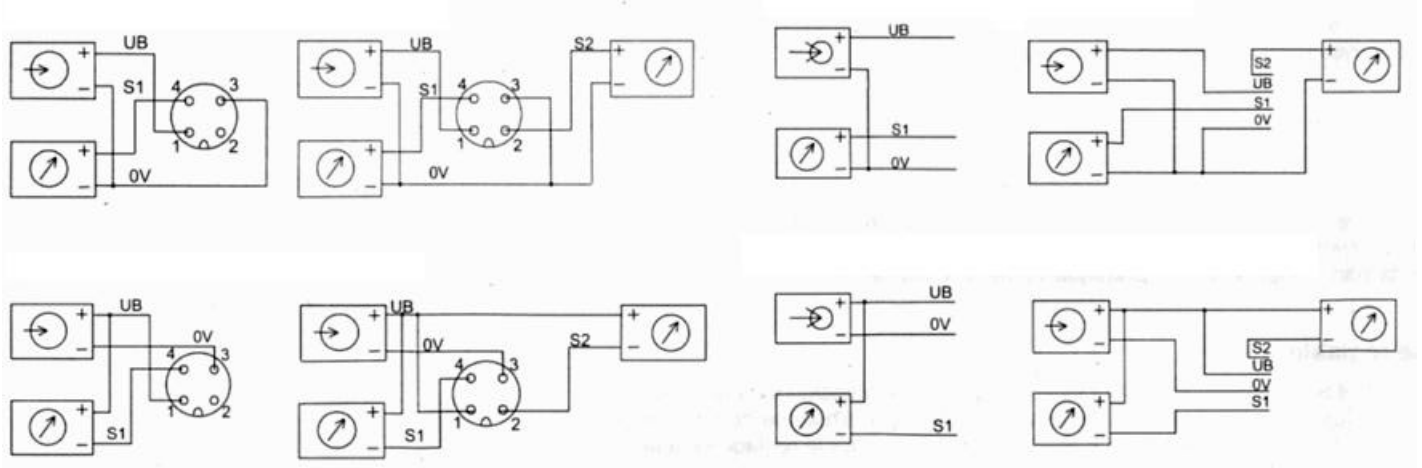 + UB
−
S1 4 3
+ 1 2
− 0V
+ UB S2 +
− −
S1 4 3
+ 1 2
− 0V
+ UB
−
+ S1
− 0V
+ +
− S2 −
UB
S1
+ 0V
−
+ UB
− 0V
4 3
+ 1 2
− S1
+ UB +
− 0V S2 −
4 3
+ 1 2
− S1
+ UB
− 0V
+
− S1
+ +
− S2 −
UB
+ 0V
− S1